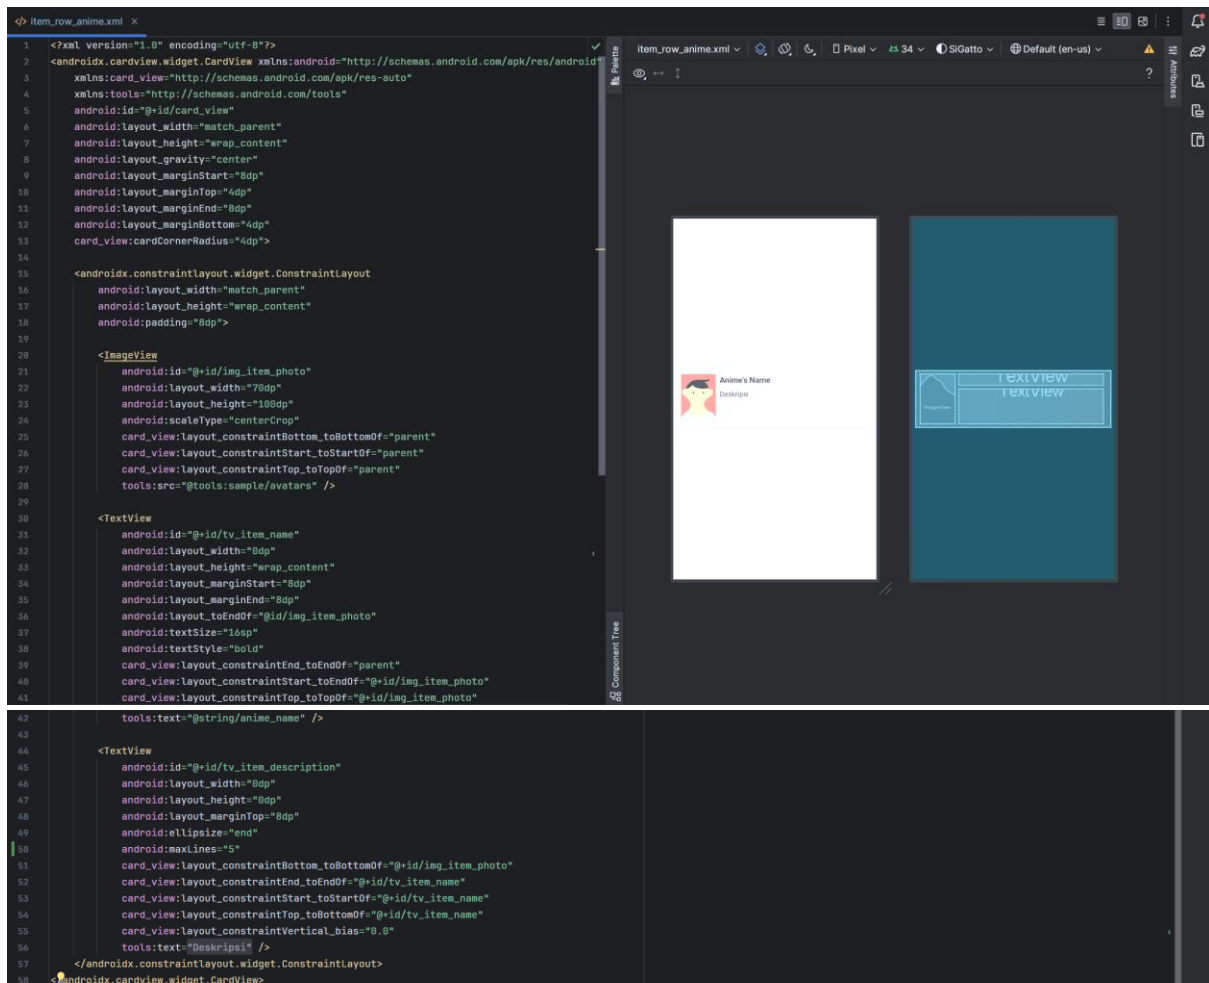 item_row_anime.xml
item_row_anime.xml Pixel 34 SiGatto Default (en-us)
Palette
Attributes
?
1 <?xml version="1.0" encoding="utf-8"?>
2 <androidx.cardview.widget.CardView xmlns:android="http://schemas.android.com/apk/res/android"
3 xmlns:card_view="http://schemas.android.com/apk/res-auto"
4 xmlns:tools="http://schemas.android.com/tools"
5 android:id="@+id/card_view"
6 android:layout_width="match_parent"
7 android:layout_height="wrap_content"
8 android:layout_gravity="center"
9 android:layout_marginStart="8dp"
10 android:layout_marginTop="4dp"
11 android:layout_marginEnd="8dp"
12 android:layout_marginBottom="4dp"
13 card_view:cardCornerRadius="4dp">
14
15 <androidx.constraintlayout.widget.ConstraintLayout
16 android:layout_width="match_parent"
17 android:layout_height="wrap_content"
18 android:padding="8dp">
19
20 <ImageView
21 android:id="@+id/img_item_photo"
22 android:layout_width="70dp"
23 android:layout_height="100dp"
24 android:scaleType="centerCrop"
25 card_view:layout_constraintBottom_toBottomOf="parent"
26 card_view:layout_constraintStart_toStartOf="parent"
27 card_view:layout_constraintTop_toTopOf="parent"
28 tools:src="@tools:sample/avatars" />
29
30 <TextView
31 android:id="@+id/tv_item_name"
32 android:layout_width="0dp"
33 android:layout_height="wrap_content"
34 android:layout_marginStart="8dp"
35 android:layout_marginEnd="8dp"
36 android:layout_toEndOf="@id/img_item_photo"
37 android:textSize="16sp"
38 android:textStyle="bold"
39 card_view:layout_constraintEnd_toEndOf="parent"
40 card_view:layout_constraintStart_toEndOf="@+id/img_item_photo"
41 card_view:layout_constraintTop_toTopOf="@+id/img_item_photo"
Anime's Name
Deskripsi
TextView
TextView
ImageView
Component Tree
42 tools:text="@string/anime_name" />
43
44 <TextView
45 android:id="@+id/tv_item_description"
46 android:layout_width="0dp"
47 android:layout_height="0dp"
48 android:layout_marginTop="8dp"
49 android:ellipsize="end"
50 android:maxLines="5"
51 card_view:layout_constraintBottom_toBottomOf="@+id/img_item_photo"
52 card_view:layout_constraintEnd_toEndOf="@+id/tv_item_name"
53 card_view:layout_constraintStart_toStartOf="@+id/tv_item_name"
54 card_view:layout_constraintTop_toBottomOf="@+id/tv_item_name"
55 card_view:layout_constraintVertical_bias="0.0"
56 tools:text="Deskripsi" />
57 </androidx.constraintlayout.widget.ConstraintLayout>
58 </androidx.cardview.widget.CardView>